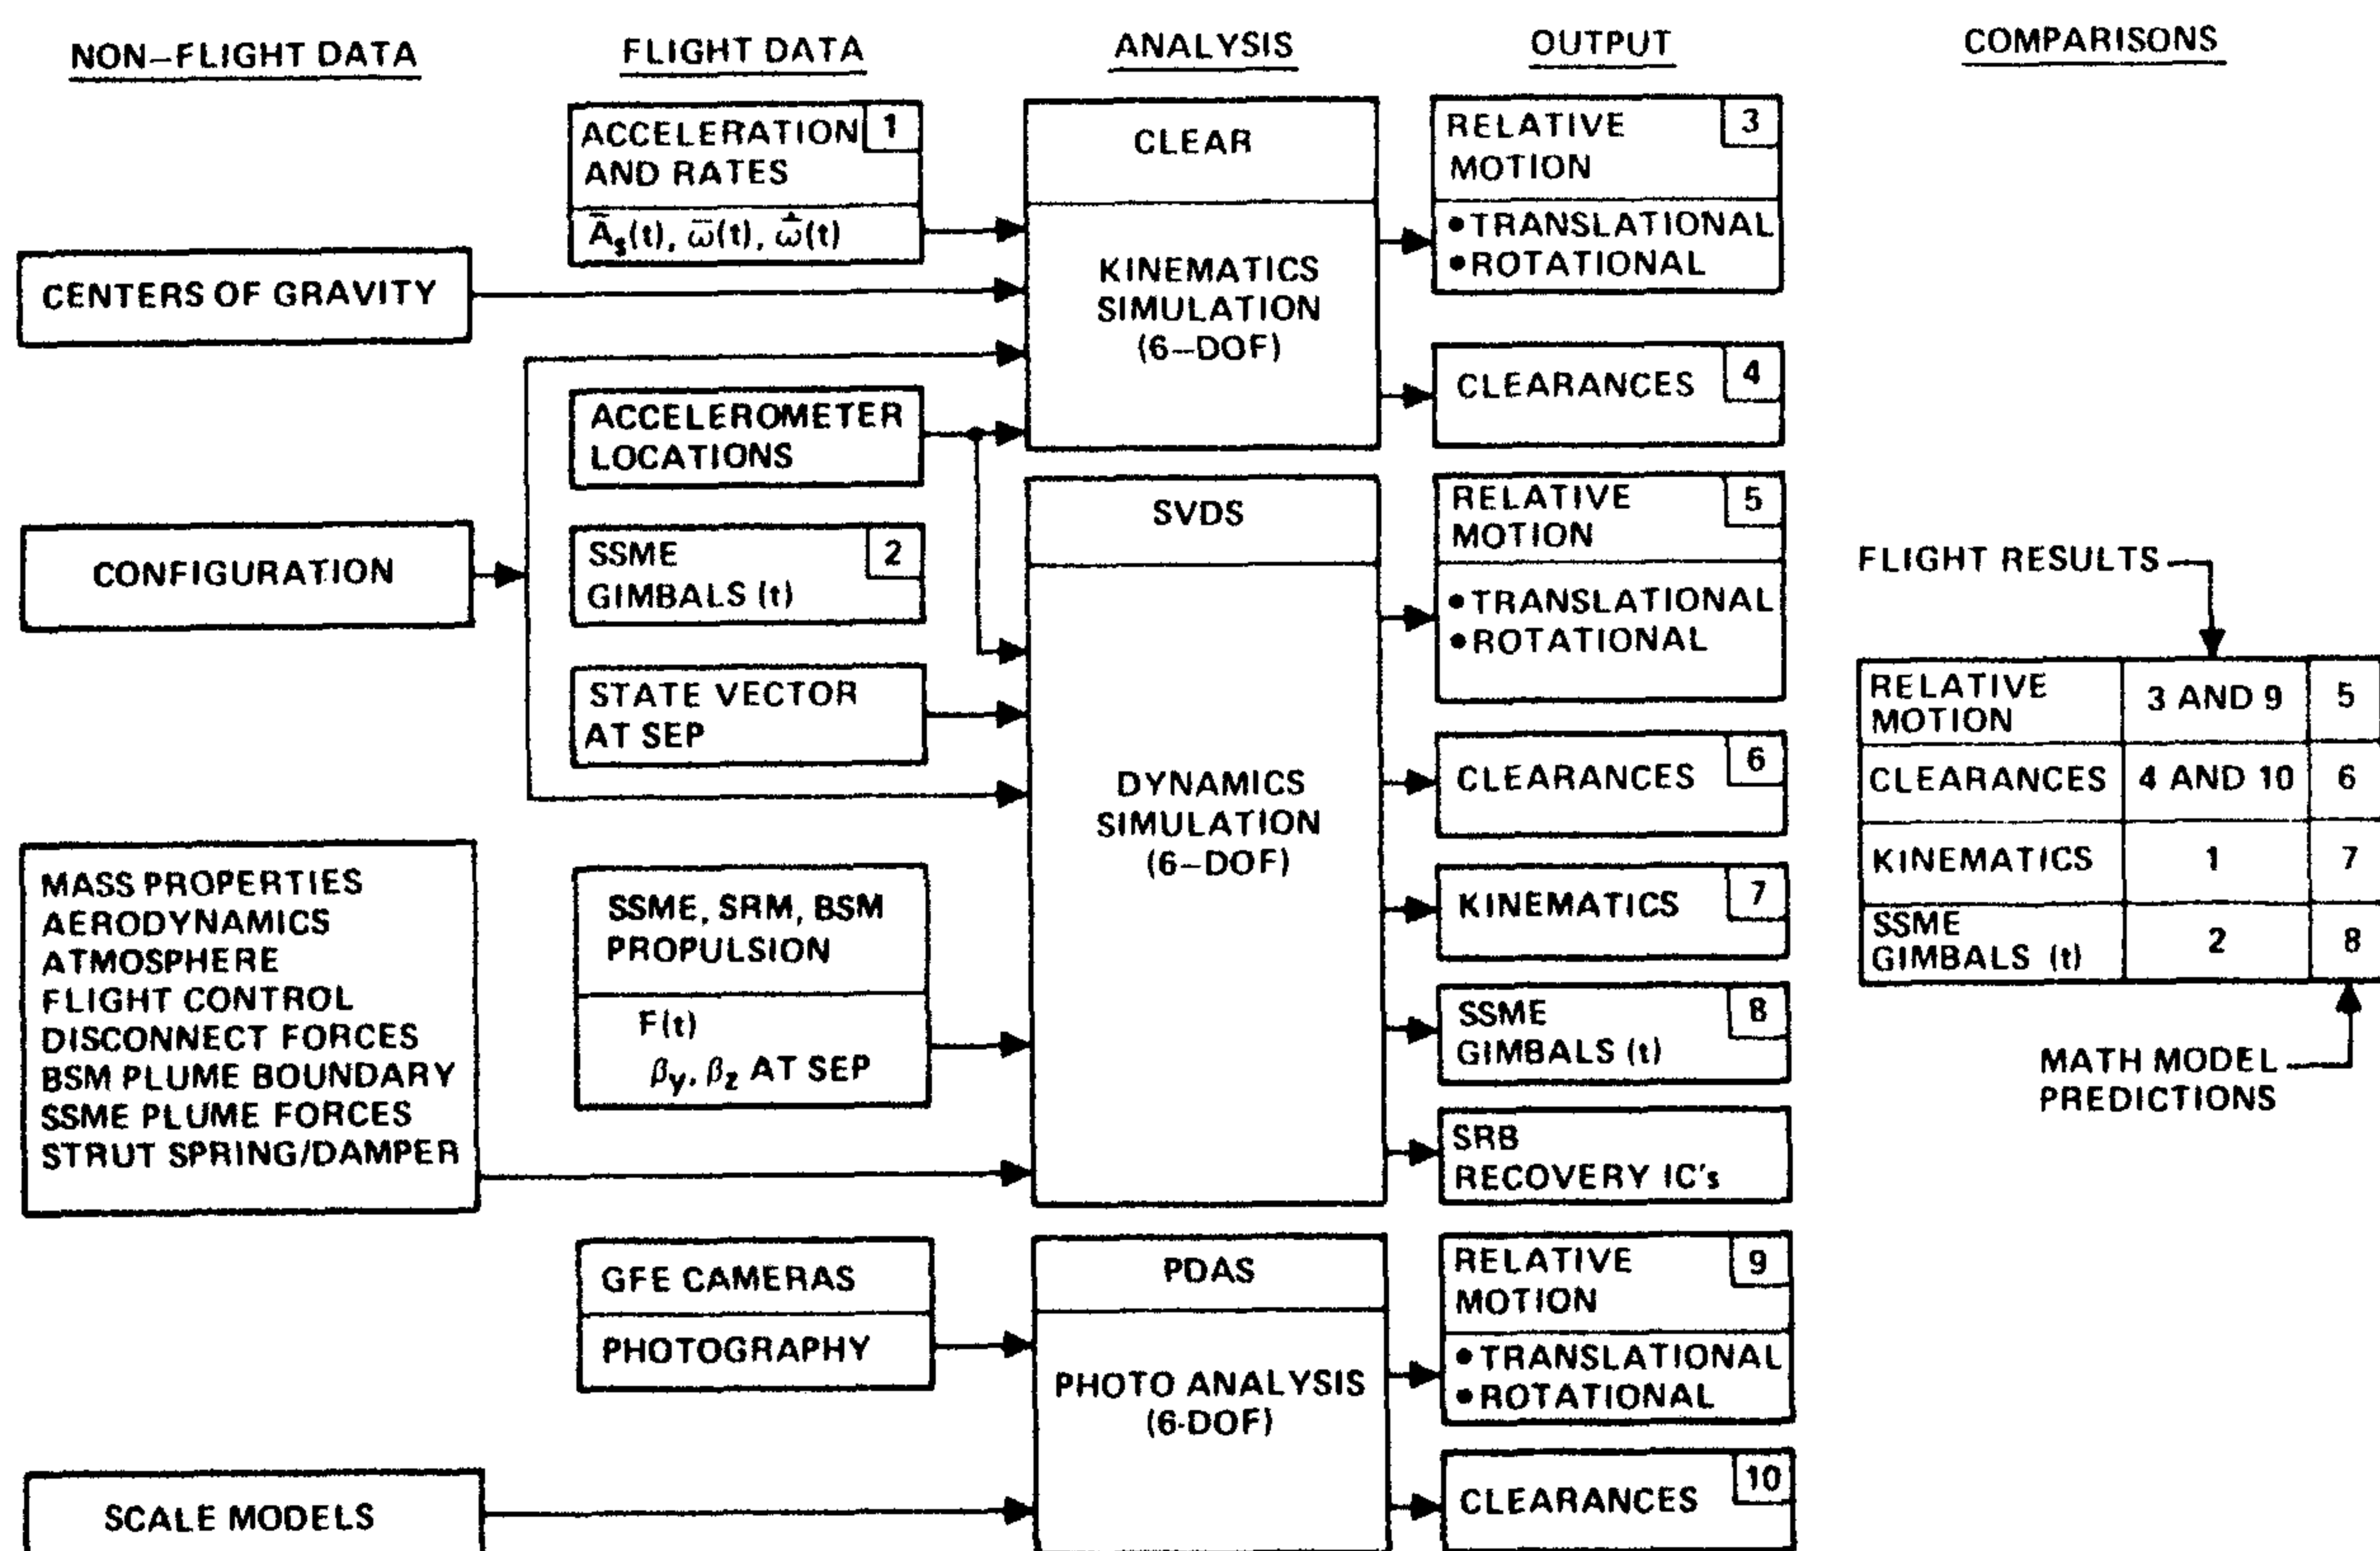 NON-FLIGHT DATA
FLIGHT DATA
ANALYSIS
OUTPUT
COMPARISONS
CENTERS OF GRAVITY
CONFIGURATION
MASS PROPERTIES
AERODYNAMICS
ATMOSPHERE
FLIGHT CONTROL
DISCONNECT FORCES
BSM PLUME BOUNDARY
SSME PLUME FORCES
STRUT SPRING/DAMPER
SCALE MODELS
ACCELERATION 1
AND RATES
A̅s(t), ω̅(t), ω̇̅(t)
ACCELEROMETER
LOCATIONS
SSME 2
GIMBALS (t)
STATE VECTOR
AT SEP
SSME, SRM, BSM
PROPULSION
F(t)
βy, βz AT SEP
GFE CAMERAS
PHOTOGRAPHY
CLEAR
KINEMATICS
SIMULATION
(6-DOF)
SVDS
DYNAMICS
SIMULATION
(6-DOF)
PDAS
PHOTO ANALYSIS
(6-DOF)
RELATIVE 3
MOTION
•TRANSLATIONAL
•ROTATIONAL
CLEARANCES 4
RELATIVE 5
MOTION
•TRANSLATIONAL
•ROTATIONAL
CLEARANCES 6
KINEMATICS 7
SSME 8
GIMBALS (t)
SRB
RECOVERY IC's
RELATIVE 9
MOTION
•TRANSLATIONAL
•ROTATIONAL
CLEARANCES 10
FLIGHT RESULTS
RELATIVE
MOTION 3 AND 9 5
CLEARANCES 4 AND 10 6
KINEMATICS 1 7
SSME
GIMBALS (t) 2 8
MATH MODEL
PREDICTIONS